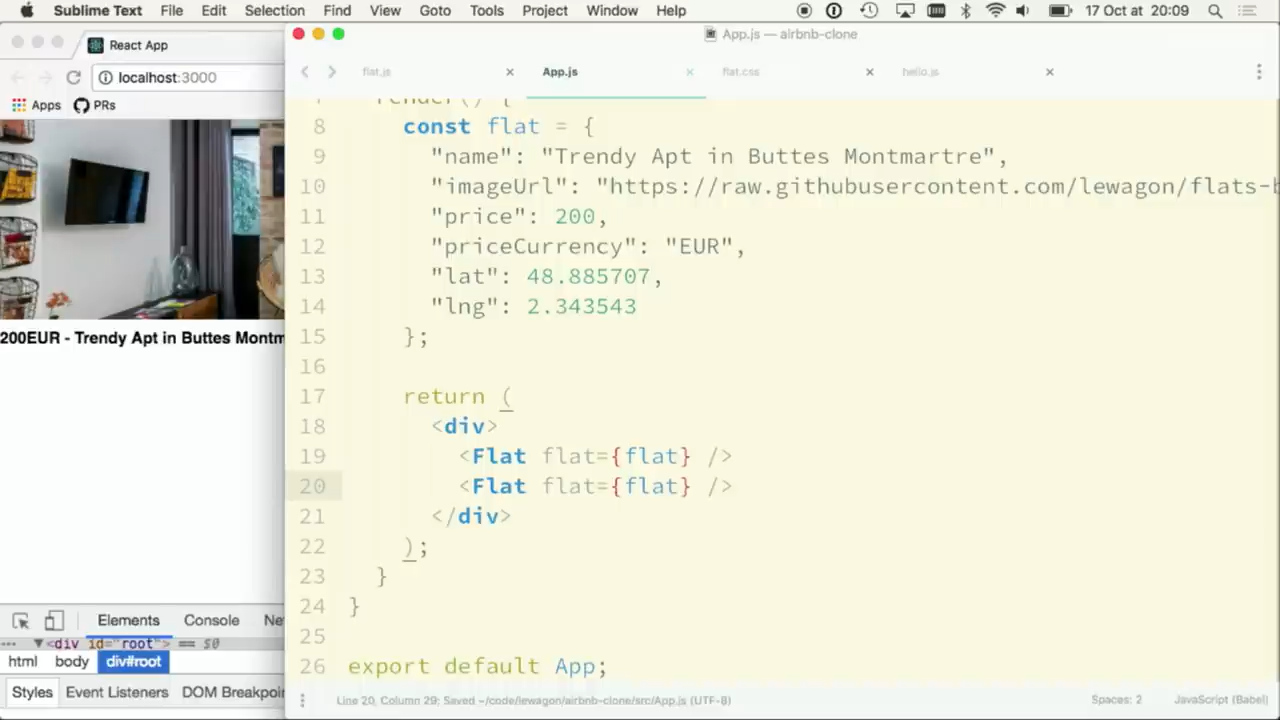 Sublime Text File Edit Selection Find View Goto Tools Project Window Help 17 Oct at 20:09
React App
App.js — airbnb-clone
flat.js × App.js × flat.css × hello.js ×
localhost:3000
Apps PRs
render() {
8 const flat = {
9 "name": "Trendy Apt in Buttes Montmartre",
10 "imageUrl": "https://raw.githubusercontent.com/lewagon/flats-b
11 "price": 200,
12 "priceCurrency": "EUR",
13 "lat": 48.885707,
14 "lng": 2.343543
15 };
16
17 return (
18 <div>
19 <Flat flat={flat} />
20 <Flat flat={flat} />
21 </div>
22 );
23 }
24 }
25
26 export default App;
200EUR - Trendy Apt in Buttes Montm
Elements Console Ne
<div id="root"> == $0
html body div#root
Styles Event Listeners DOM Breakpoi
Line 20, Column 29; Saved ~/code/lewagon/airbnb-clone/src/App.js (UTF-8) Spaces: 2 JavaScript (Babel)